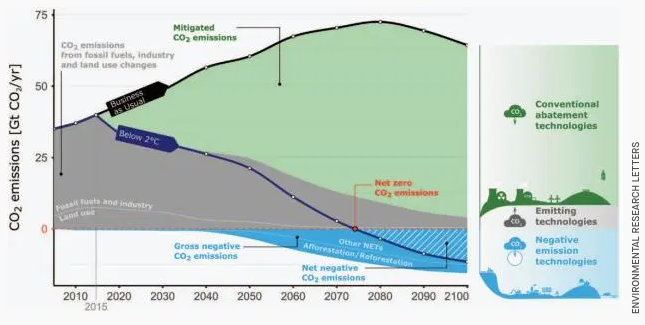 75
50
25
0
CO2 emissions [Gt CO2/yr]
CO2 emissions
from fossil fuels, industry
and land use changes
Mitigated
CO2 emissions
Business
as Usual
Below 2°C
Fossil fuels and industry
Land use
Net zero
CO2 emissions
Gross negative
CO2 emissions
Other NETs
Afforestation/Reforestation
Net negative
CO2 emissions
2010 2020 2030 2040 2050 2060 2070 2080 2090 2100
2015
CO2
Conventional
abatement
technologies
CO2
Emitting
technologies
CO2
Negative
emission
technologies
ENVIRONMENTAL RESEARCH LETTERS